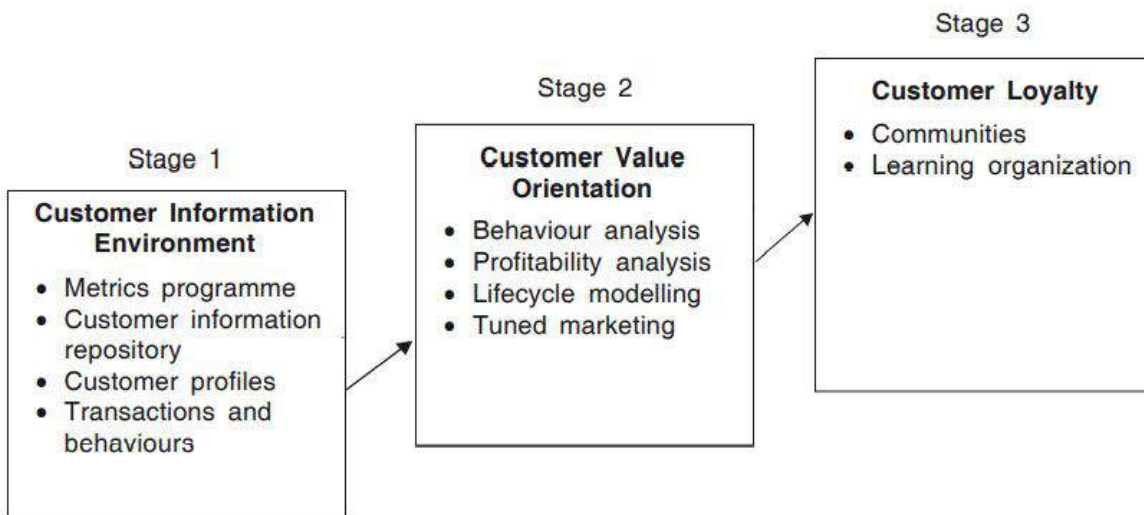 Stage 1
Customer Information
Environment
• Metrics programme
• Customer information
repository
• Customer profiles
• Transactions and
behaviours
Stage 2
Customer Value
Orientation
• Behaviour analysis
• Profitability analysis
• Lifecycle modelling
• Tuned marketing
Stage 3
Customer Loyalty
• Communities
• Learning organization